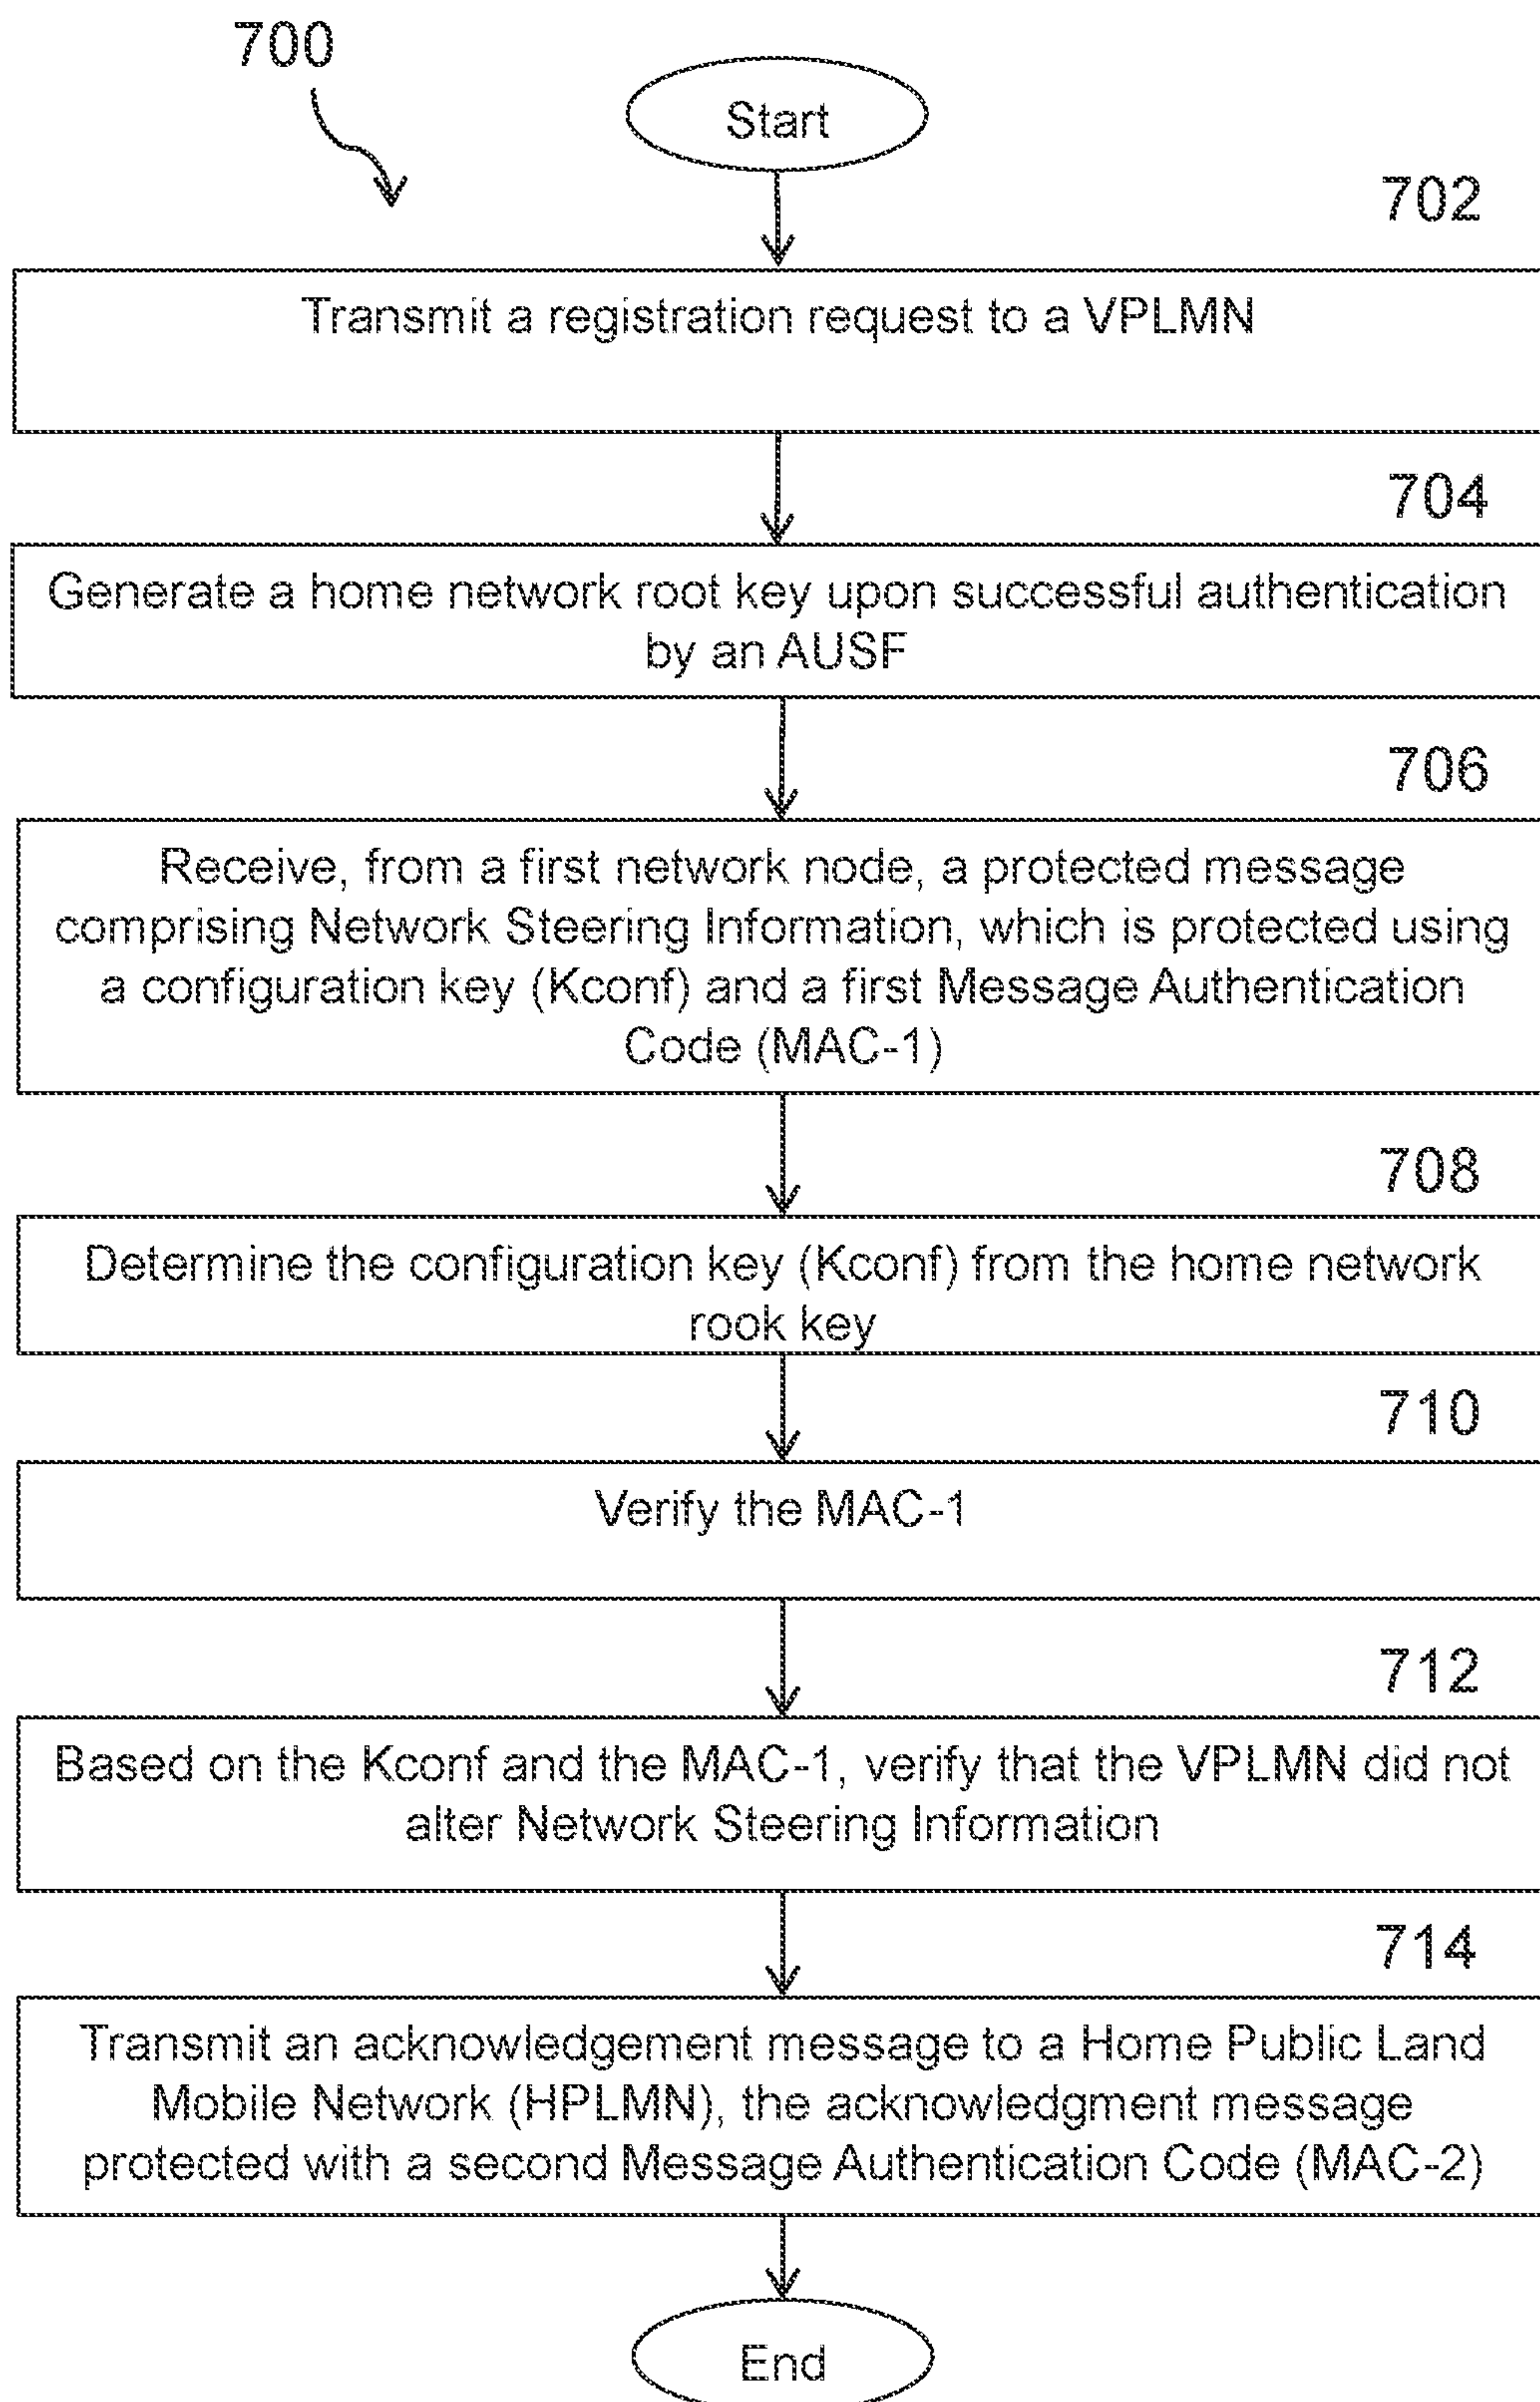 700
Start
702
Transmit a registration request to a VPLMN
704
Generate a home network root key upon successful authentication
by an AUSF
706
Receive, from a first network node, a protected message
comprising Network Steering Information, which is protected using
a configuration key (Kconf) and a first Message Authentication
Code (MAC-1)
708
Determine the configuration key (Kconf) from the home network
rook key
710
Verify the MAC-1
712
Based on the Kconf and the MAC-1, verify that the VPLMN did not
alter Network Steering Information
714
Transmit an acknowledgement message to a Home Public Land
Mobile Network (HPLMN), the acknowledgment message
protected with a second Message Authentication Code (MAC-2)
End